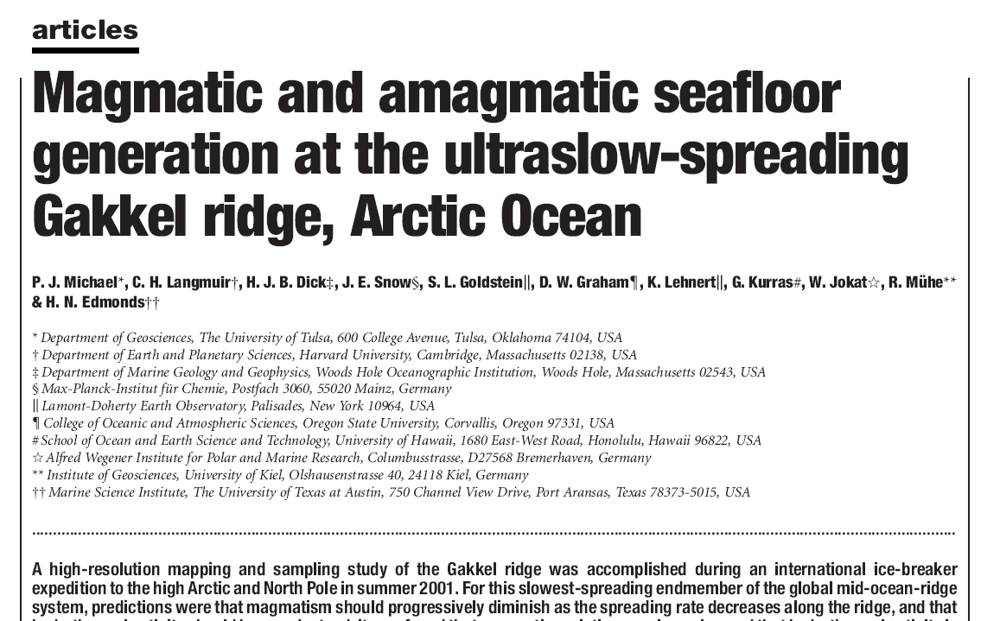 articles
Magmatic and amagmatic seafloor
generation at the ultraslow-spreading
Gakkel ridge, Arctic Ocean
P. J. Michael*, C. H. Langmuir†, H. J. B. Dick‡, J. E. Snow§, S. L. Goldstein||, D. W. Graham¶, K. Lehnert||, G. Kurras#, W. Jokat☆, R. Mühe**
& H. N. Edmonds††
* Department of Geosciences, The University of Tulsa, 600 College Avenue, Tulsa, Oklahoma 74104, USA
† Department of Earth and Planetary Sciences, Harvard University, Cambridge, Massachusetts 02138, USA
‡ Department of Marine Geology and Geophysics, Woods Hole Oceanographic Institution, Woods Hole, Massachusetts 02543, USA
§ Max-Planck-Institut für Chemie, Postfach 3060, 55020 Mainz, Germany
|| Lamont-Doherty Earth Observatory, Palisades, New York 10964, USA
¶ College of Oceanic and Atmospheric Sciences, Oregon State University, Corvallis, Oregon 97331, USA
# School of Ocean and Earth Science and Technology, University of Hawaii, 1680 East-West Road, Honolulu, Hawaii 96822, USA
☆ Alfred Wegener Institute for Polar and Marine Research, Columbusstrasse, D27568 Bremerhaven, Germany
** Institute of Geosciences, University of Kiel, Olshausenstrasse 40, 24118 Kiel, Germany
†† Marine Science Institute, The University of Texas at Austin, 750 Channel View Drive, Port Aransas, Texas 78373-5015, USA
A high-resolution mapping and sampling study of the Gakkel ridge was accomplished during an international ice-breaker
expedition to the high Arctic and North Pole in summer 2001. For this slowest-spreading endmember of the global mid-ocean-ridge
system, predictions were that magmatism should progressively diminish as the spreading rate decreases along the ridge, and that